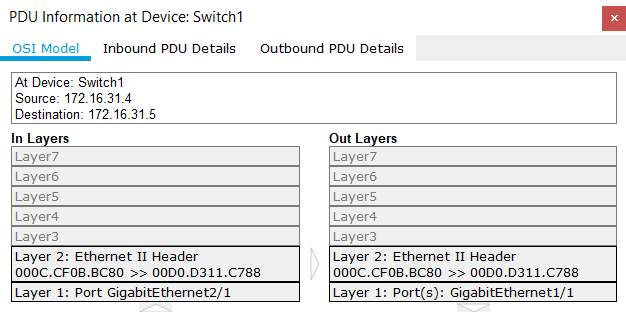 PDU Information at Device: Switch1
OSI Model Inbound PDU Details Outbound PDU Details
At Device: Switch1
Source: 172.16.31.4
Destination: 172.16.31.5
In Layers
Layer7
Layer6
Layer5
Layer4
Layer3
Layer 2: Ethernet II Header
000C.CF0B.BC80 >> 00D0.D311.C788
Layer 1: Port GigabitEthernet2/1
Out Layers
Layer7
Layer6
Layer5
Layer4
Layer3
Layer 2: Ethernet II Header
000C.CF0B.BC80 >> 00D0.D311.C788
Layer 1: Port(s): GigabitEthernet1/1